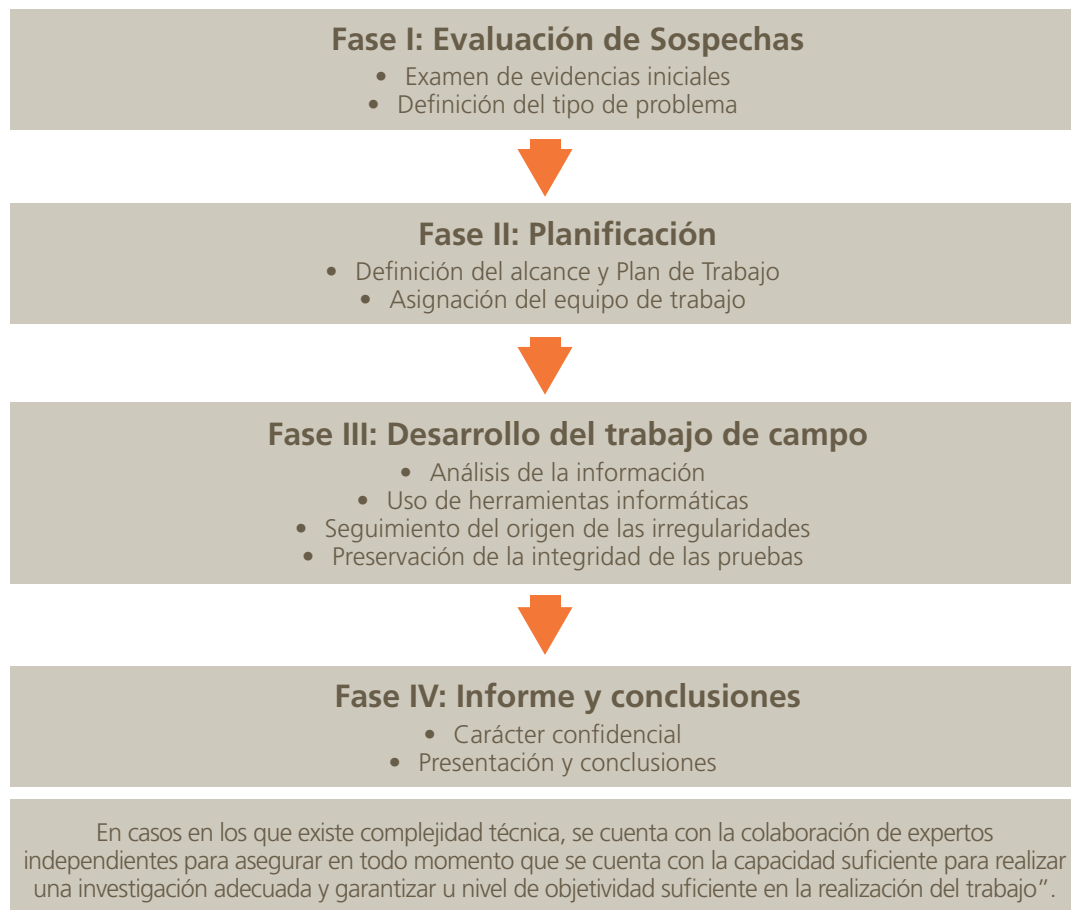 Fase I: Evaluación de Sospechas
• Examen de evidencias iniciales
• Definición del tipo de problema
Fase II: Planificación
• Definición del alcance y Plan de Trabajo
• Asignación del equipo de trabajo
Fase III: Desarrollo del trabajo de campo
• Análisis de la información
• Uso de herramientas informáticas
• Seguimiento del origen de las irregularidades
• Preservación de la integridad de las pruebas
Fase IV: Informe y conclusiones
• Carácter confidencial
• Presentación y conclusiones
En casos en los que existe complejidad técnica, se cuenta con la colaboración de expertos
independientes para asegurar en todo momento que se cuenta con la capacidad suficiente para realizar
una investigación adecuada y garantizar u nivel de objetividad suficiente en la realización del trabajo”.